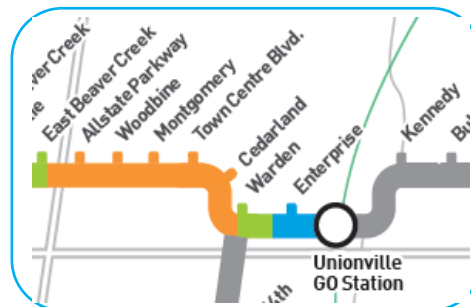 East Beaver Creek
Allstate Parkway
Woodbine
Montgomery
Town Centre Blvd.
Cedarland
Warden
Enterprise
Kennedy
Unionville
GO Station